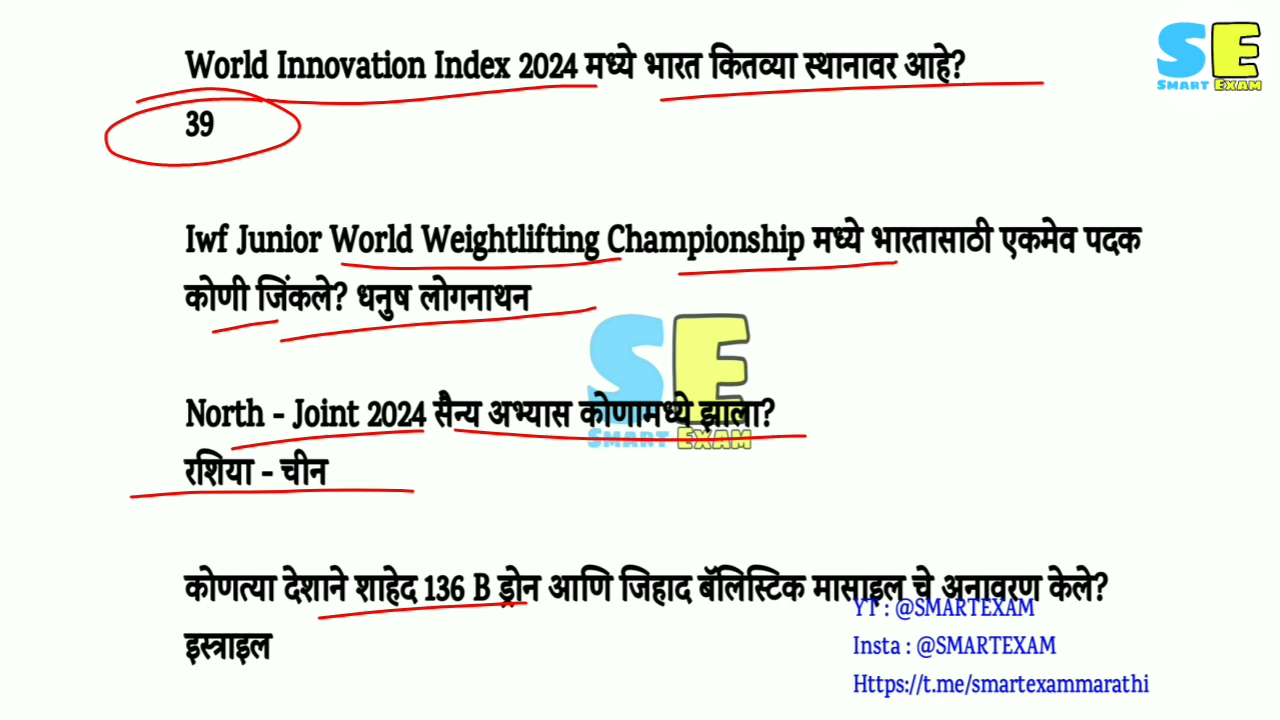 SE
SMART EXAM
World Innovation Index 2024 मध्ये भारत कितव्या स्थानावर आहे?
39
Iwf Junior World Weightlifting Championship मध्ये भारतासाठी एकमेव पदक
कोणी जिंकले? धनुष लोगनाथन
SE
SMART EXAM
North - Joint 2024 सैन्य अभ्यास कोणामध्ये झाला?
रशिया - चीन
कोणत्या देशाने शाहेद 136 B ड्रोन आणि जिहाद बॅलिस्टिक मासाइल चे अनावरण केले?
इस्त्राइल
YT : @SMARTEXAM
Insta : @SMARTEXAM
Https://t.me/smartexammarathi